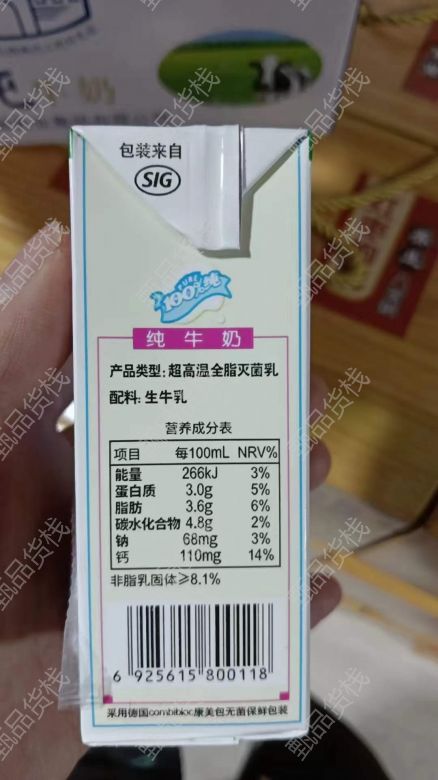 包装来自
SIG
PURE
100%纯
纯牛奶
产品类型: 超高温全脂灭菌乳
配料: 生牛乳
营养成分表
项目 每100mL NRV%
能量 266kJ 3%
蛋白质 3.0g 5%
脂肪 3.6g 6%
碳水化合物 4.8g 2%
钠 68mg 3%
钙 110mg 14%
非脂乳固体≥8.1%
6 925615 800118
采用德国combibloc康美包无菌保鲜包装
甄品货栈